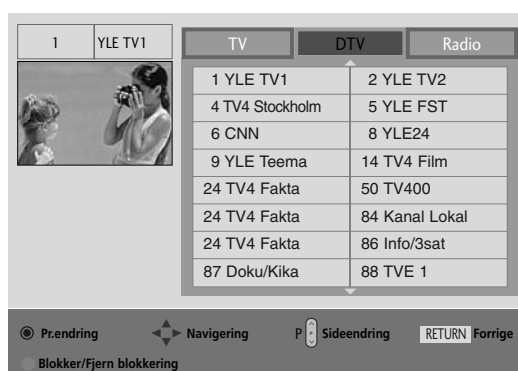 1 YLE TV1
TV DTV Radio
1 YLE TV1 2 YLE TV2
4 TV4 Stockholm 5 YLE FST
6 CNN 8 YLE24
9 YLE Teema 14 TV4 Film
24 TV4 Fakta 50 TV400
24 TV4 Fakta 84 Kanal Lokal
24 TV4 Fakta 86 Info/3sat
87 Doku/Kika 88 TVE 1
Pr.endring Navigering P Sideendring RETURN Forrige
Blokker/Fjern blokkering